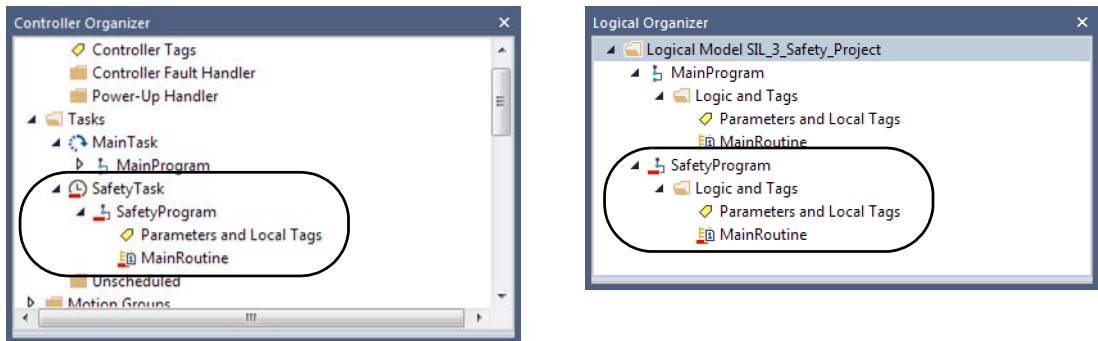 Controller Organizer
Controller Tags
Controller Fault Handler
Power-Up Handler
Tasks
MainTask
MainProgram
SafetyTask
SafetyProgram
Parameters and Local Tags
MainRoutine
Unscheduled
Motion Groups
Logical Organizer
Logical Model SIL_3_Safety_Project
MainProgram
Logic and Tags
Parameters and Local Tags
MainRoutine
SafetyProgram
Logic and Tags
Parameters and Local Tags
MainRoutine